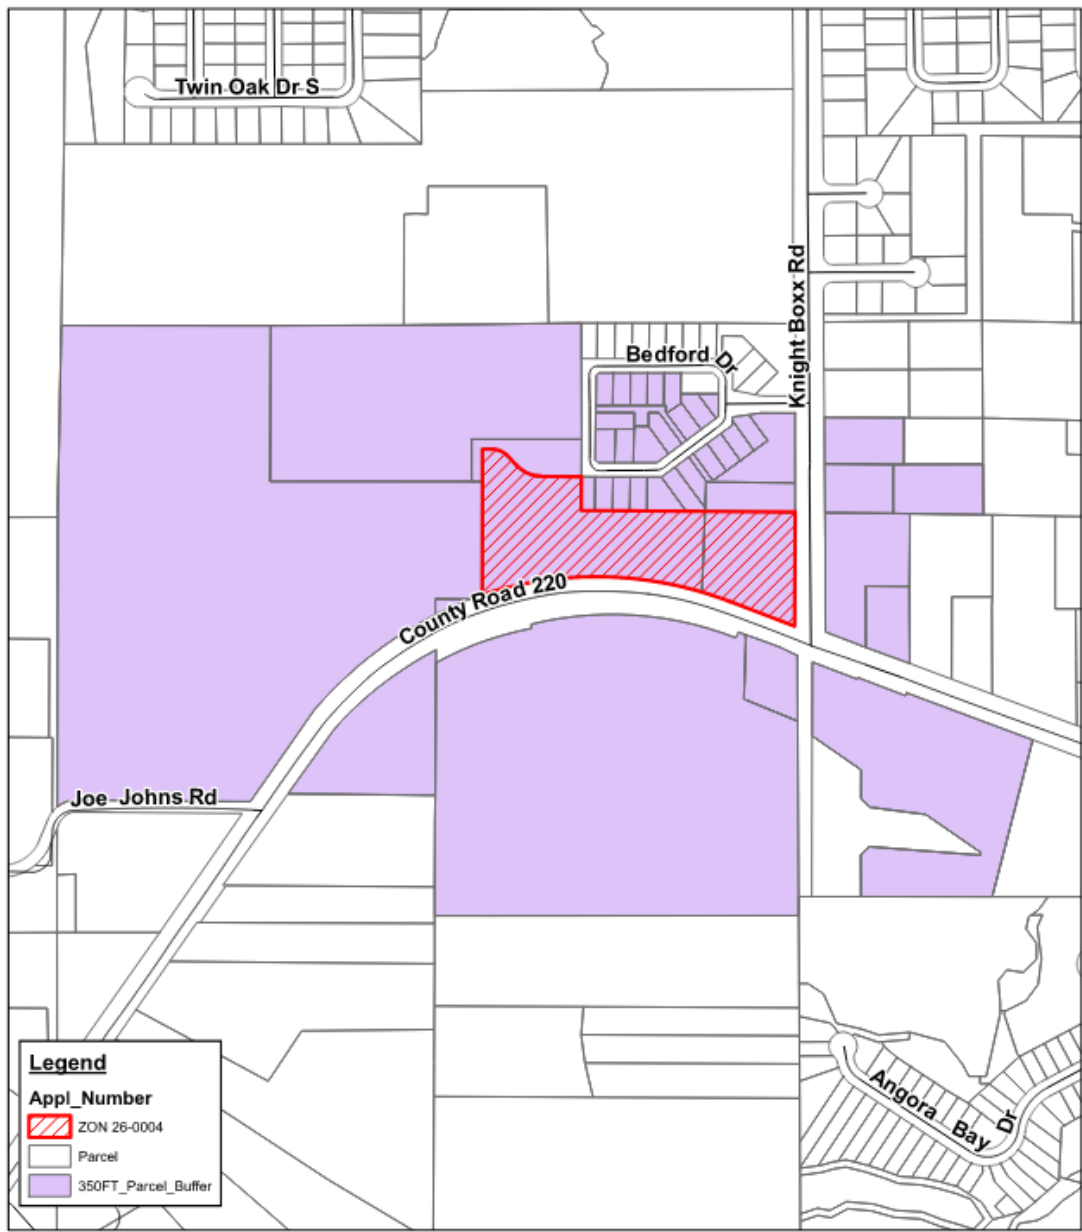 Twin Oak Dr S
Knight Boxx Rd
Bedford Dr
County Road 220
Joe Johns Rd
Angora Bay Dr
Legend
Appl_Number
ZON 26-0004
Parcel
350FT_Parcel_Buffer